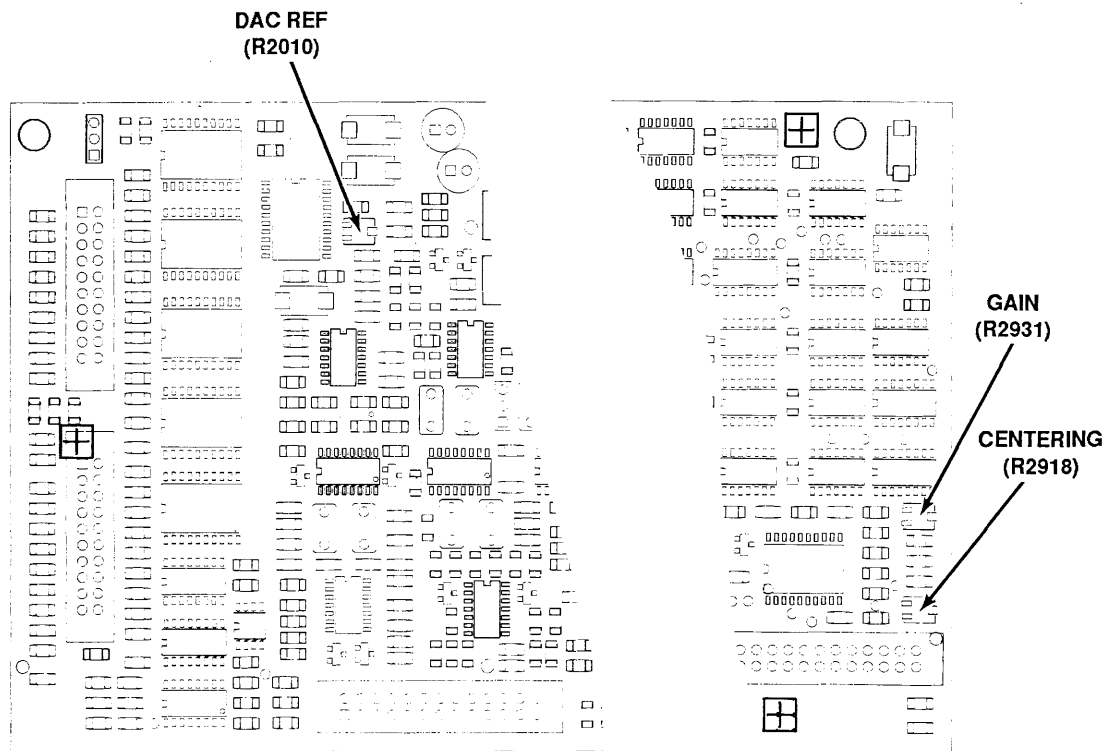 DAC REF
(R2010)
GAIN
(R2931)
CENTERING
(R2918)